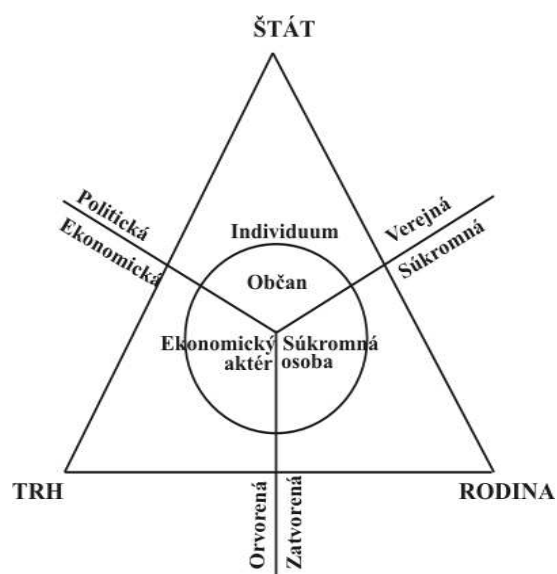 ŠTÁT
Politická
Ekonomická
Verejná
Súkromná
Individuum
Občan
Ekonomický
aktér
Súkromná
osoba
TRH
RODINA
Orvorená
Zatvorená